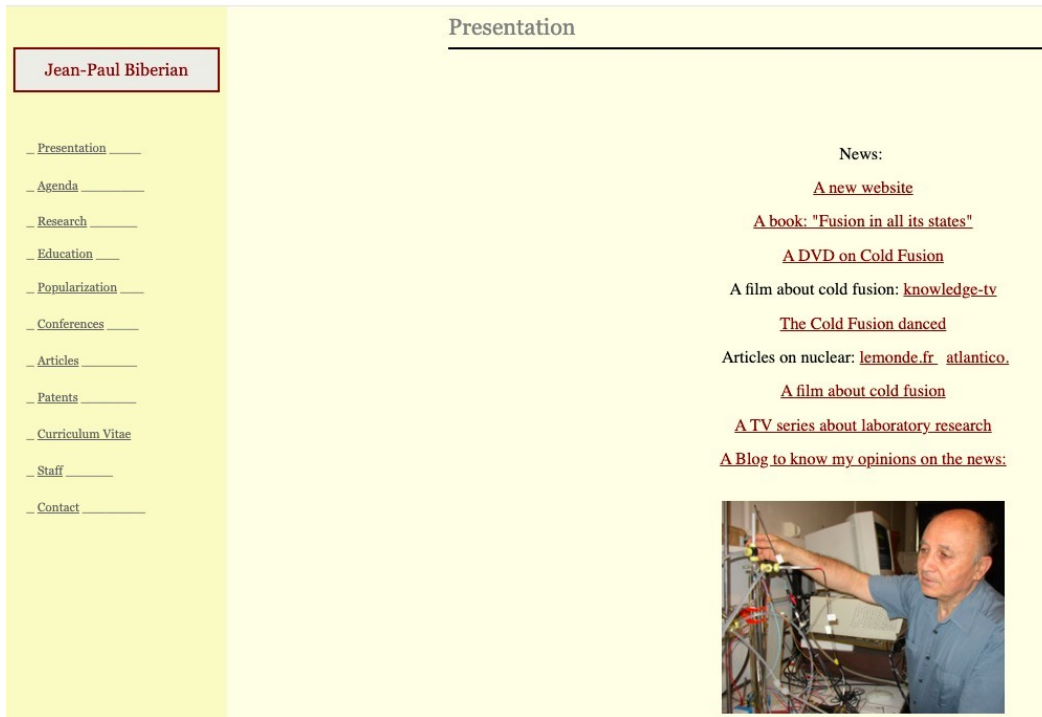 Presentation
Jean-Paul Biberian
_ Presentation _____
_ Agenda __________
_ Research ________
_ Education ____
_ Popularization ____
_ Conferences _____
_ Articles _________
_ Patents _________
_ Curriculum Vitae
_ Staff ________
_ Contact __________
News:
A new website
A book: "Fusion in all its states"
A DVD on Cold Fusion
A film about cold fusion: knowledge-tv
The Cold Fusion danced
Articles on nuclear: lemonde.fr atlantico.
A film about cold fusion
A TV series about laboratory research
A Blog to know my opinions on the news: